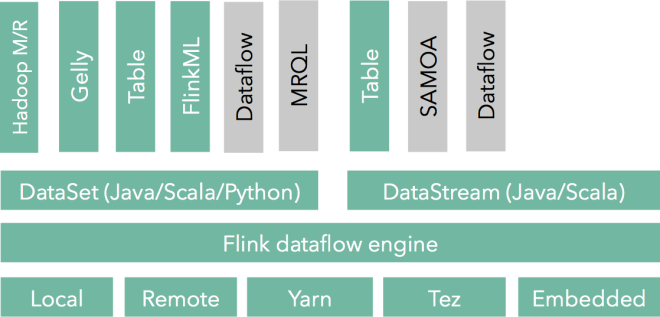 Hadoop M/R
Gelly
Table
FlinkML
Dataflow
MRQL
Table
SAMOA
Dataflow
DataSet (Java/Scala/Python)
DataStream (Java/Scala)
Flink dataflow engine
Local
Remote
Yarn
Tez
Embedded